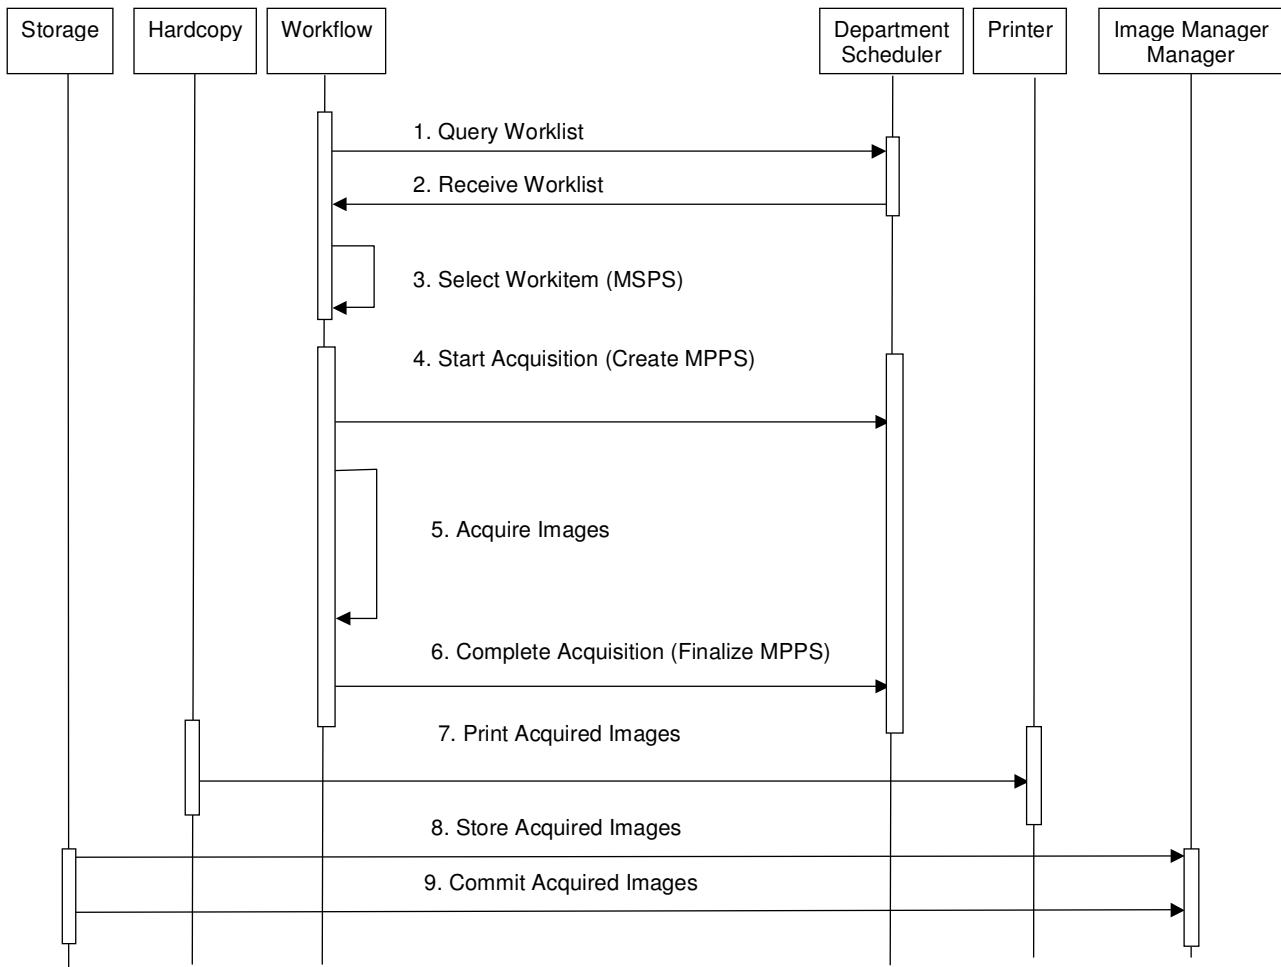 Storage
Hardcopy
Workflow
Department
Scheduler
Printer
Image Manager
Manager
1. Query Worklist
2. Receive Worklist
3. Select Workitem (MSPS)
4. Start Acquisition (Create MPPS)
5. Acquire Images
6. Complete Acquisition (Finalize MPPS)
7. Print Acquired Images
8. Store Acquired Images
9. Commit Acquired Images